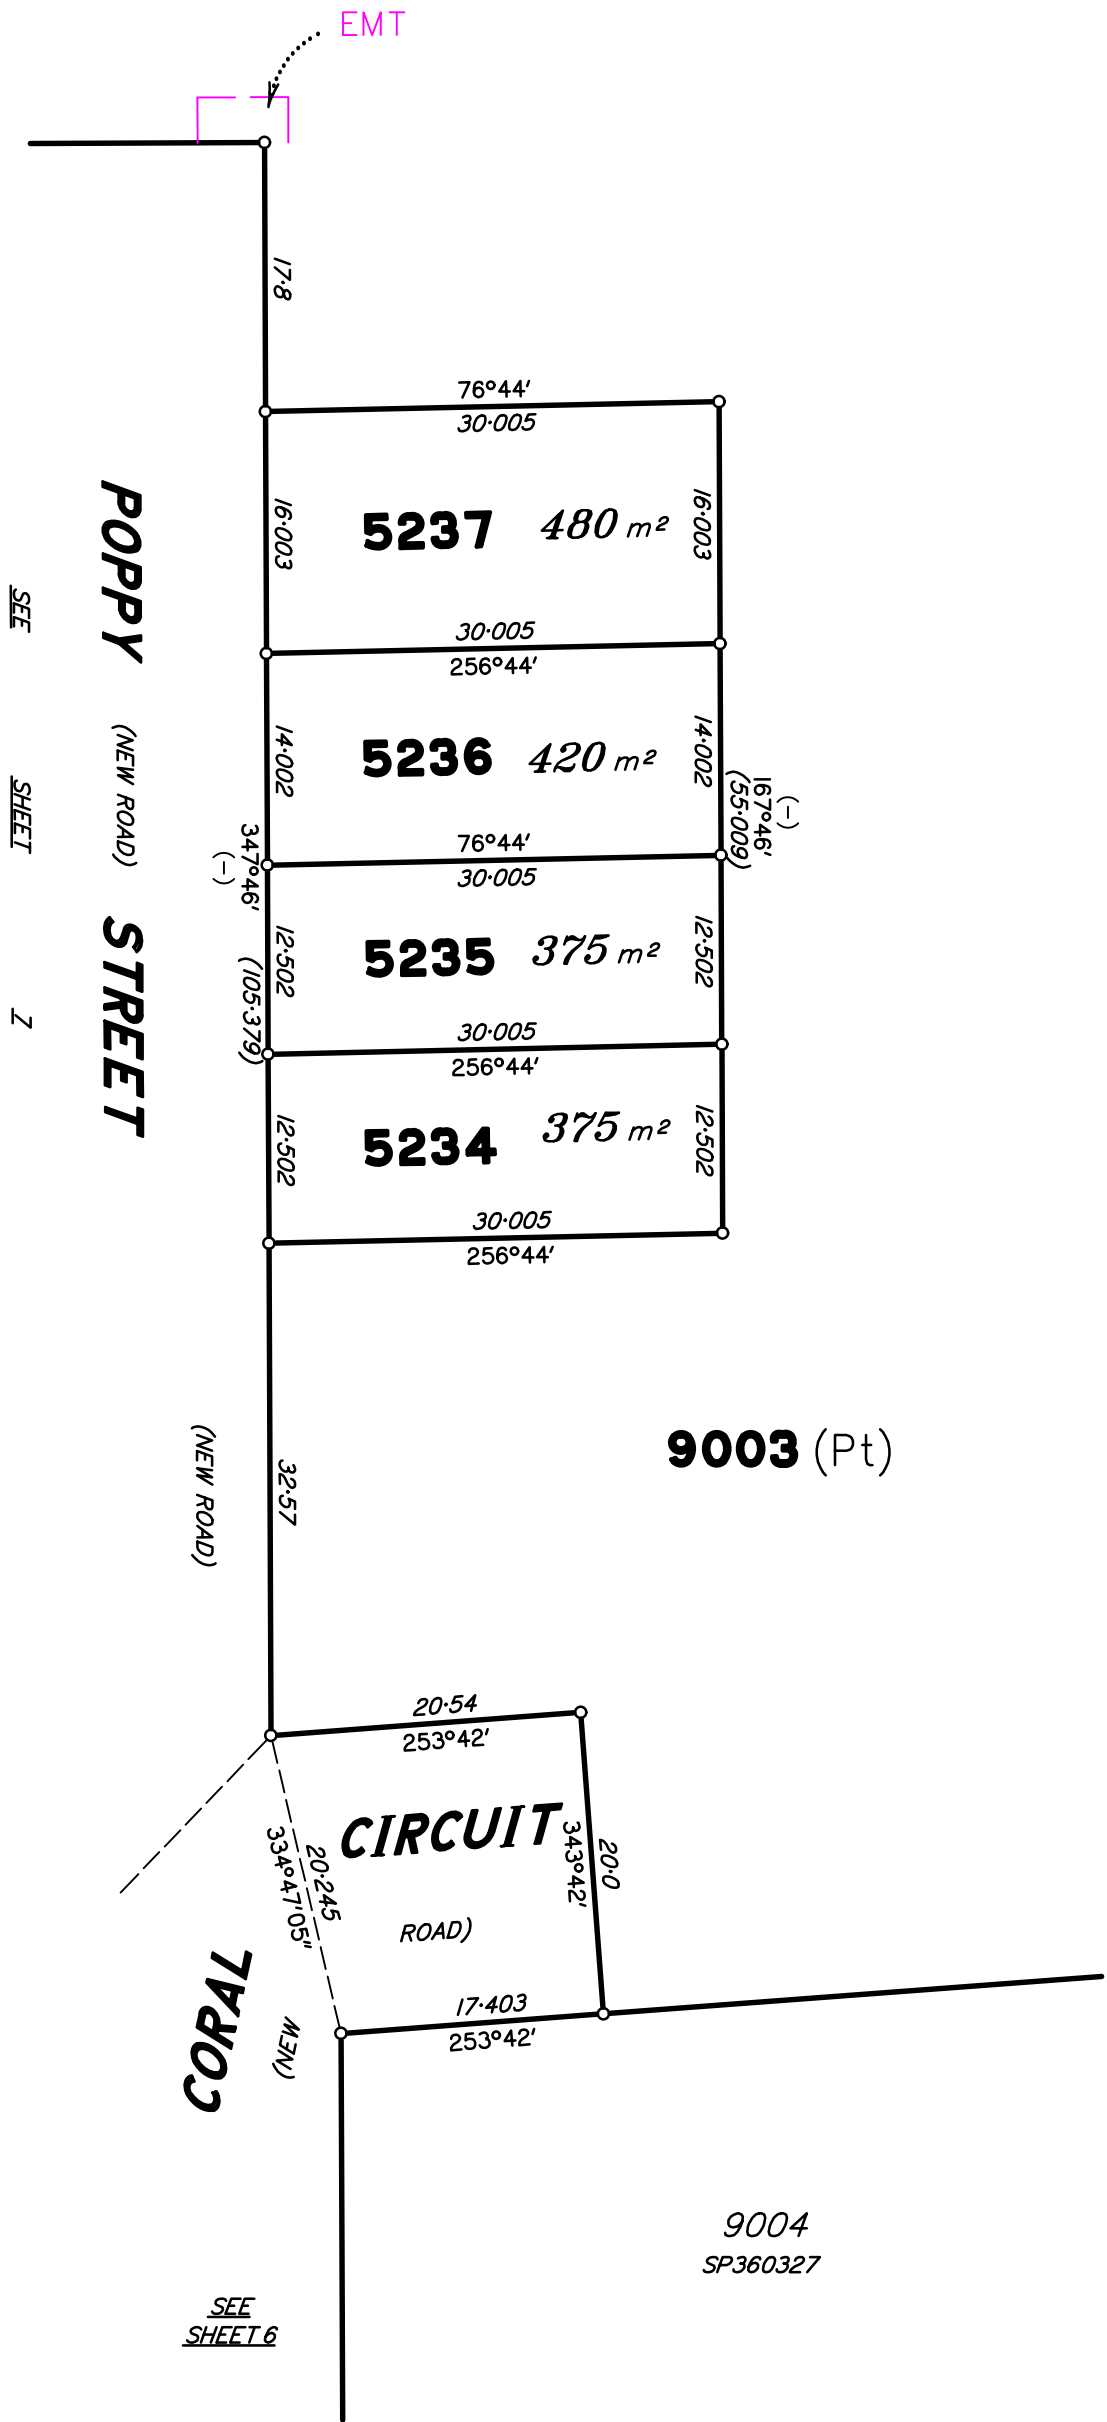 EMT
17·8
76°44'
30·005
16·003
5237 480 m²
16·003
30·005
256°44'
POPPY STREET
(NEW ROAD)
SEE SHEET 7
14·002
5236 420 m²
14·002
167°46'
(–)
(55·009)
347°46'
(–)
(105·379)
76°44'
30·005
12·502
5235 375 m²
12·502
30·005
256°44'
12·502
5234 375 m²
12·502
30·005
256°44'
9003 (Pt)
32·57
(NEW ROAD)
20·54
253°42'
CORAL CIRCUIT
(NEW ROAD)
20·245
334°47'05"
343°42'
20·0
17·403
253°42'
9004
SP360327
SEE
SHEET 6